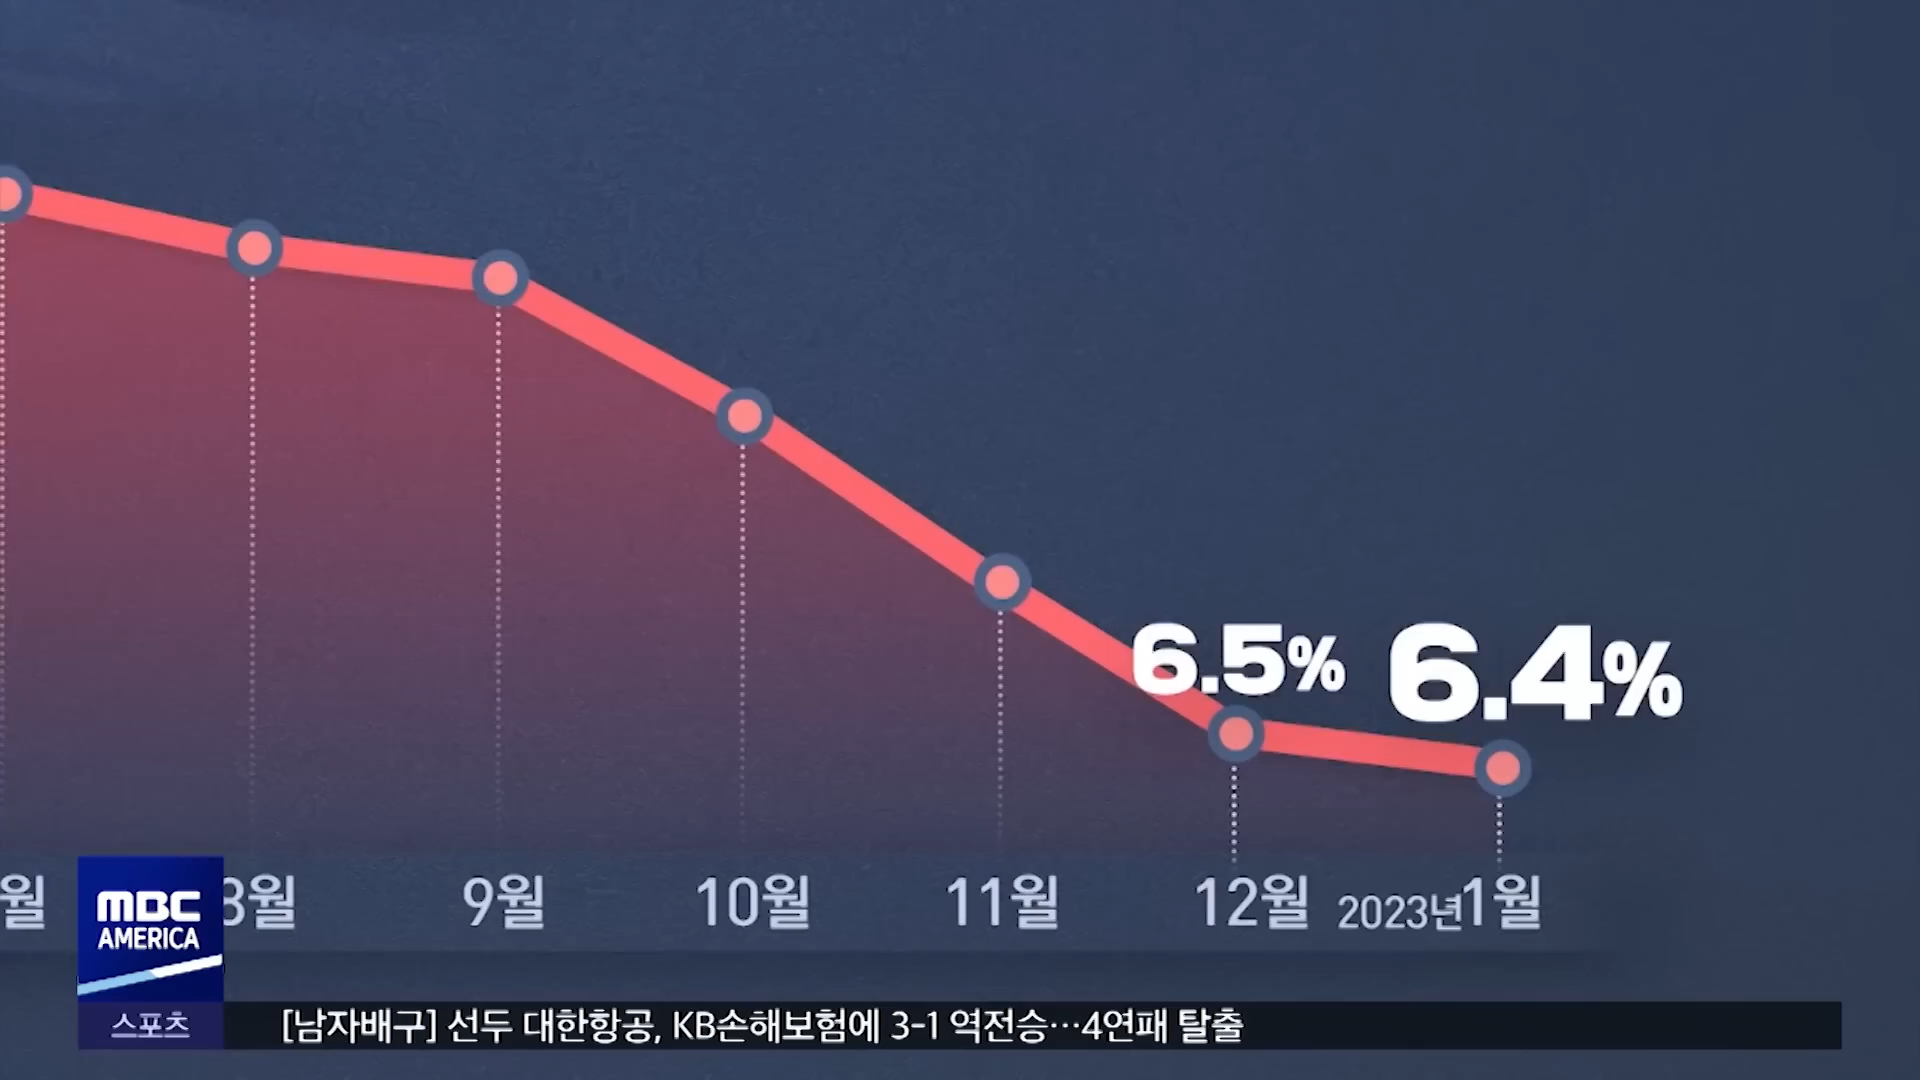 6.5% 6.4%
월 8월 9월 10월 11월 12월 2023년 1월
MBC
AMERICA
스포츠
[남자배구] 선두 대한항공, KB손해보험에 3-1 역전승…4연패 탈출